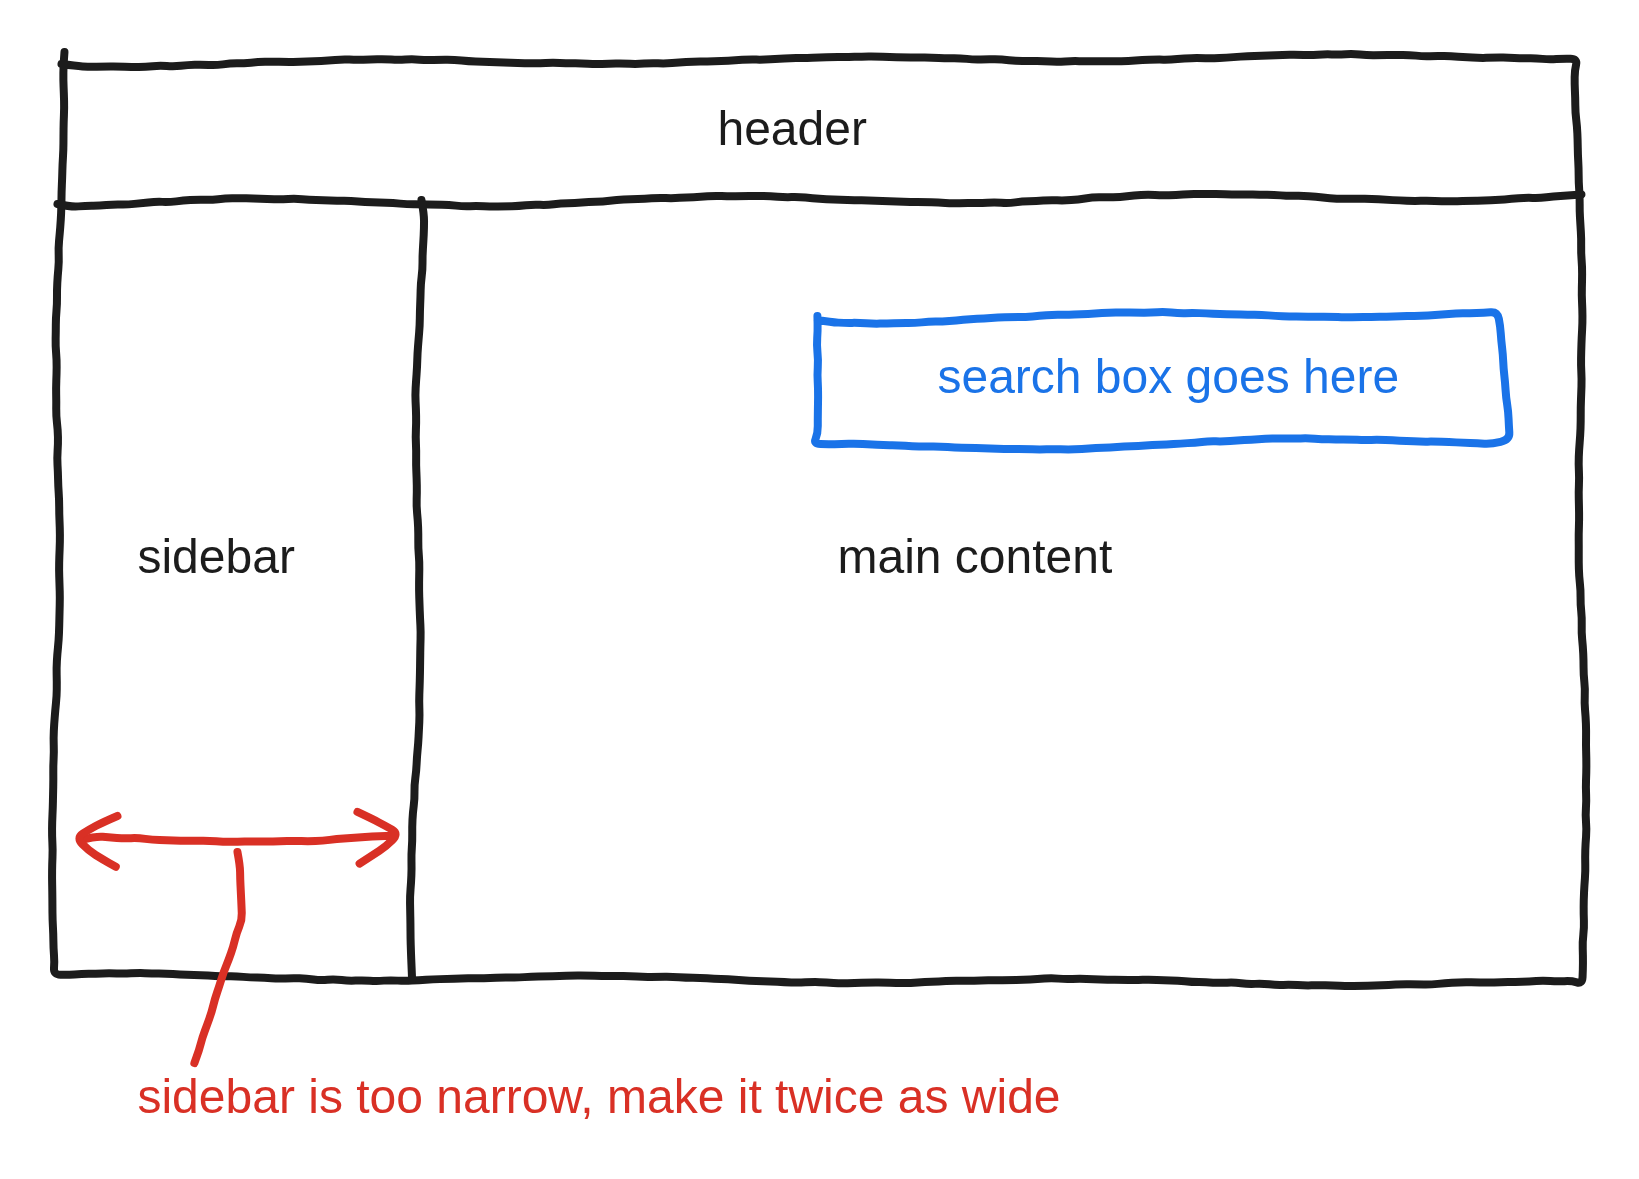 header
search box goes here
sidebar
main content
sidebar is too narrow, make it twice as wide